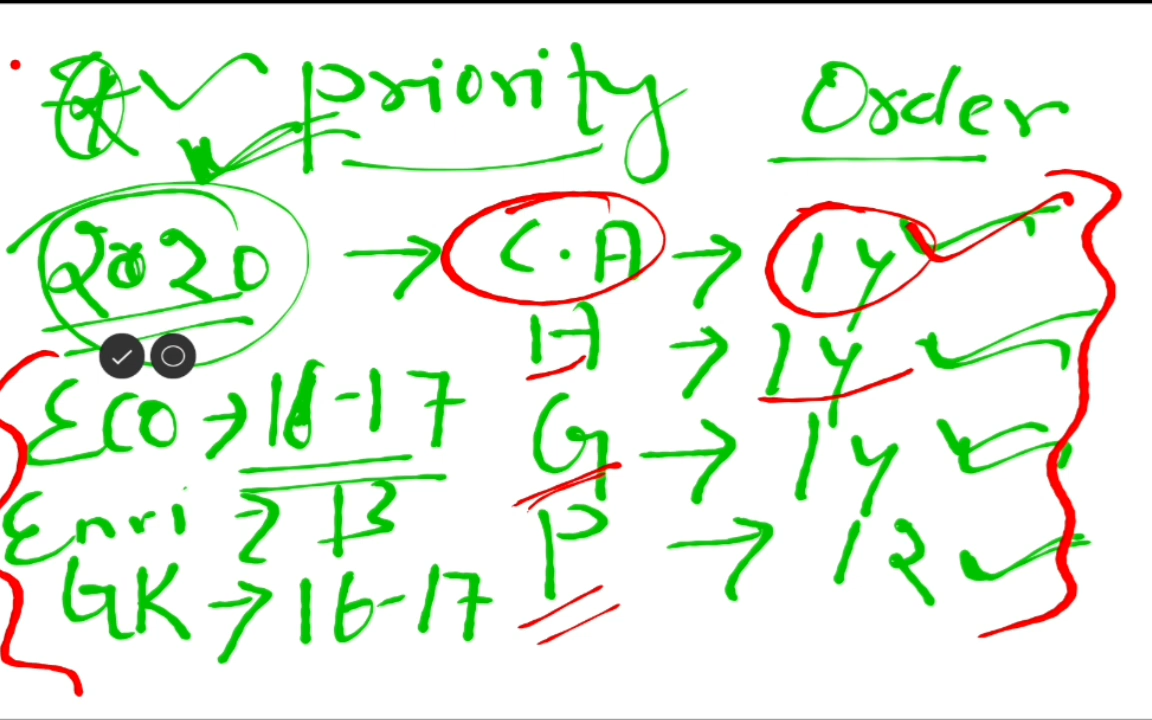 priority Order
2020 → C.A → 14
H → 14
ECO → 16-17 G → 14
Envi → 13 P → 12
GK → 16-17